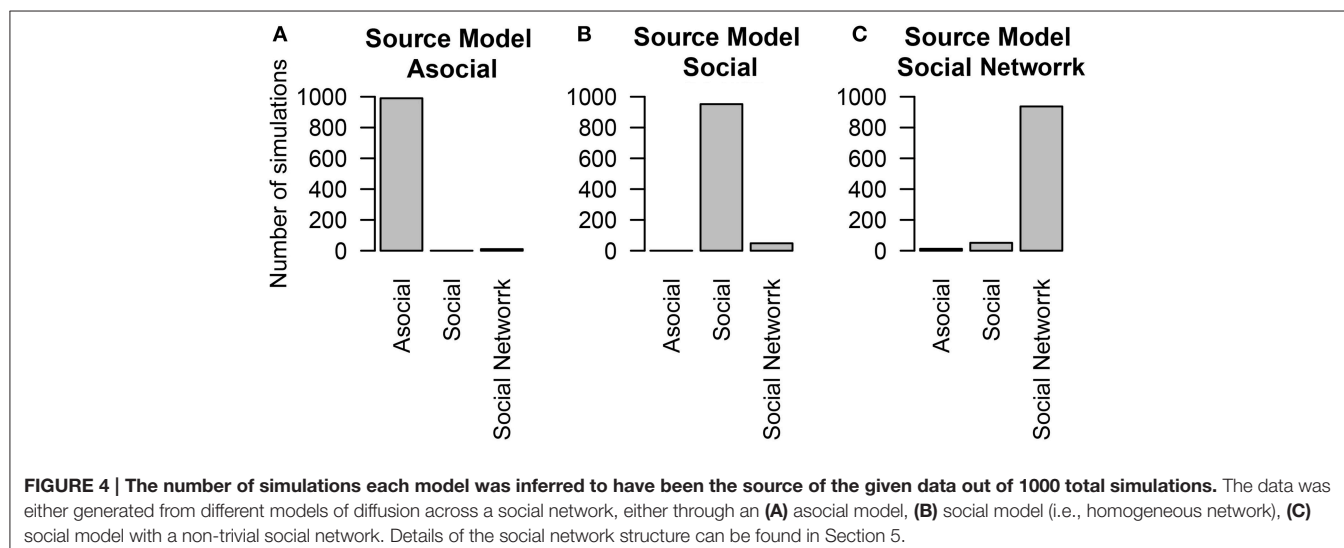 A
Source Model
Asocial
Number of simulations
1000
800
600
400
200
0
Asocial
Social
Social Networrk
B
Source Model
Social
1000
800
600
400
200
0
Asocial
Social
Social Networrk
C
Source Model
Social Networrk
1000
800
600
400
200
0
Asocial
Social
Social Networrk
FIGURE 4 | The number of simulations each model was inferred to have been the source of the given data out of 1000 total simulations. The data was
either generated from different models of diffusion across a social network, either through an (A) asocial model, (B) social model (i.e., homogeneous network), (C)
social model with a non-trivial social network. Details of the social network structure can be found in Section 5.